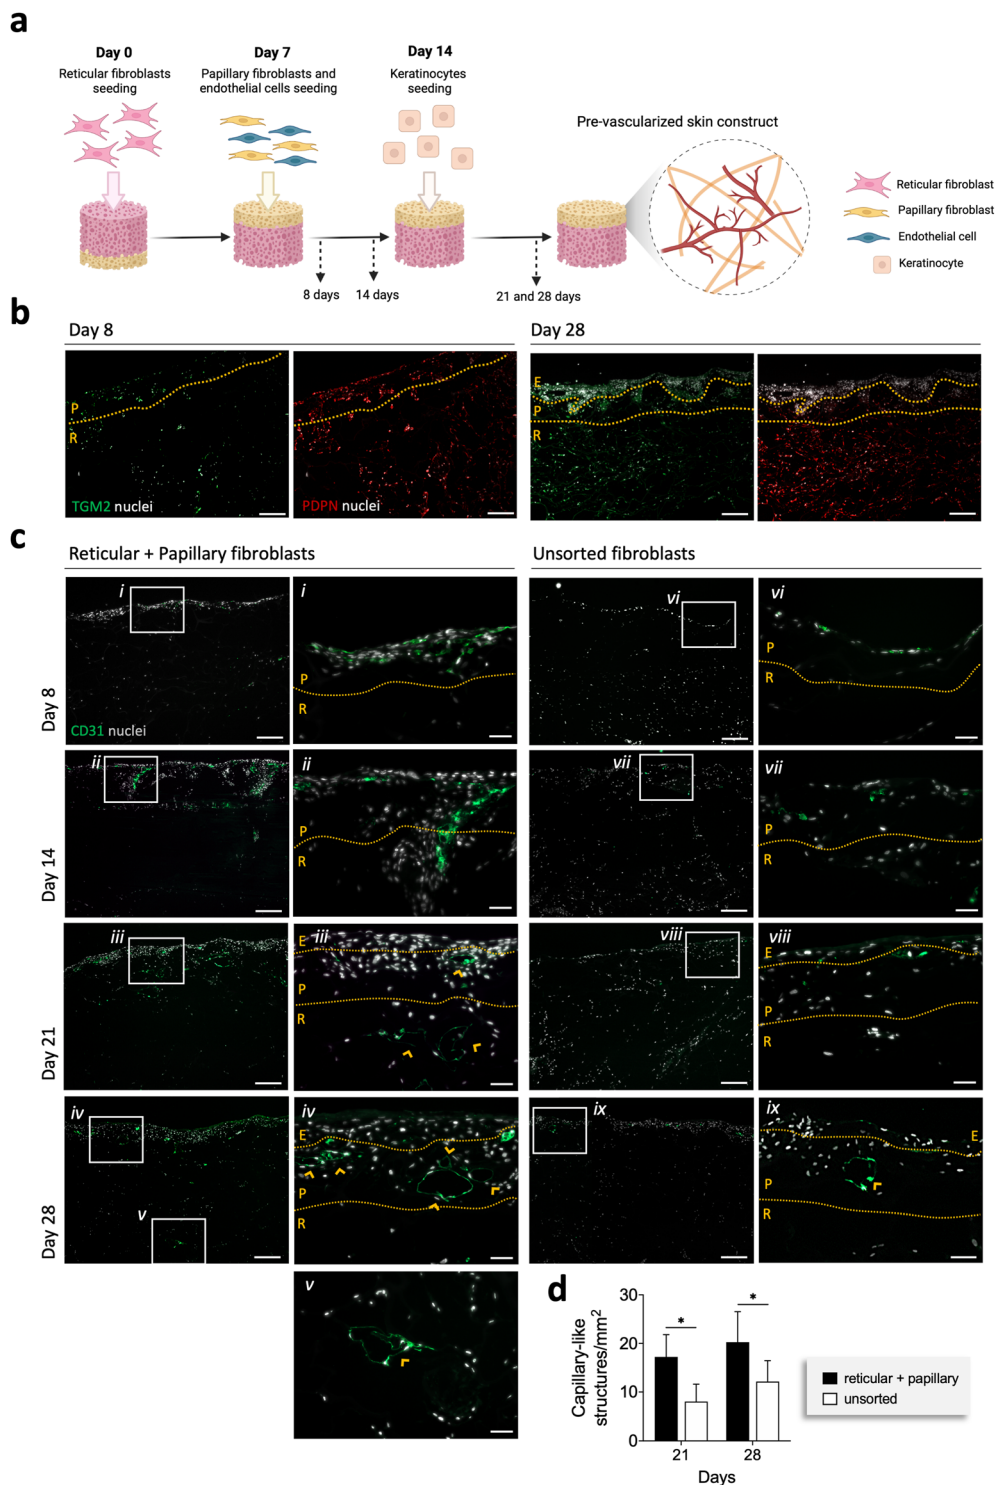 a
Day 0
Reticular fibroblasts
seeding
Day 7
Papillary fibroblasts and
endothelial cells seeding
Day 14
Keratinocytes
seeding
Pre-vascularized skin construct
Reticular fibroblast
Papillary fibroblast
Endothelial cell
Keratinocyte
8 days
14 days
21 and 28 days
b
Day 8
Day 28
P
R
TGM2 nuclei
PDPN nuclei
E
P
R
c
Reticular + Papillary fibroblasts
Unsorted fibroblasts
Day 8
i
CD31 nuclei
i
P
R
vi
vi
P
R
Day 14
ii
ii
P
R
vii
vii
P
R
Day 21
iii
iii
E
P
R
viii
viii
E
P
R
Day 28
iv
v
iv
E
P
R
ix
ix
E
P
R
v
d
Capillary-like
structures/mm2
30
20
10
0
*
*
21
28
Days
reticular + papillary
unsorted